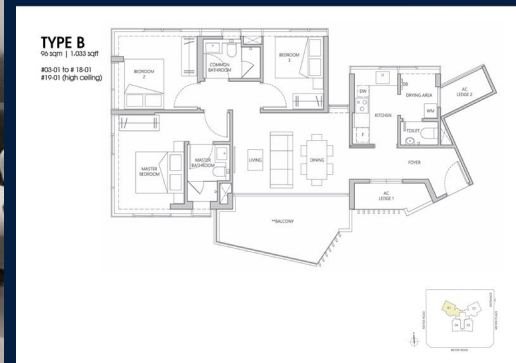 TYPE B
96 sqm | 1,033 sqft
#03-01 to # 18-01
#19-01 (high ceiling)
BEDROOM
2
COMMON
BATHROOM
BEDROOM
DW
F
KITCHEN
DB
DRYING AREA
WM
TOILET
AC
LEDGE 2
MASTER
BEDROOM
MASTER
BATHROOM
LIVING
DINING
FOYER
AC
LEDGE 1
**BALCONY